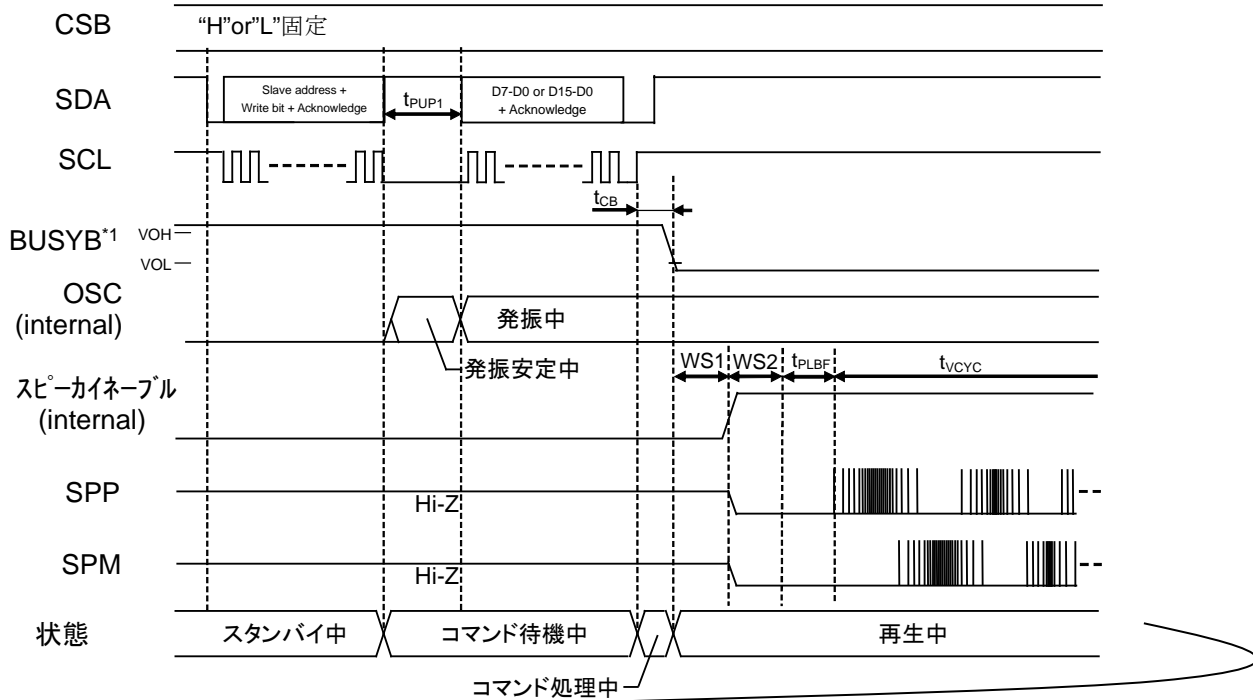 CSB "H"or"L"固定
SDA Slave address +
Write bit + Acknowledge tPUP1 D7-D0 or D15-D0
+ Acknowledge
SCL
tCB
BUSYB*1 VOH
VOL
OSC
(internal) 発振中
発振安定中
WS1 WS2 tPLBF tVCYC
スピーカイネーブル
(internal)
SPP Hi-Z
SPM Hi-Z
状態 スタンバイ中 コマンド待機中 再生中
コマンド処理中